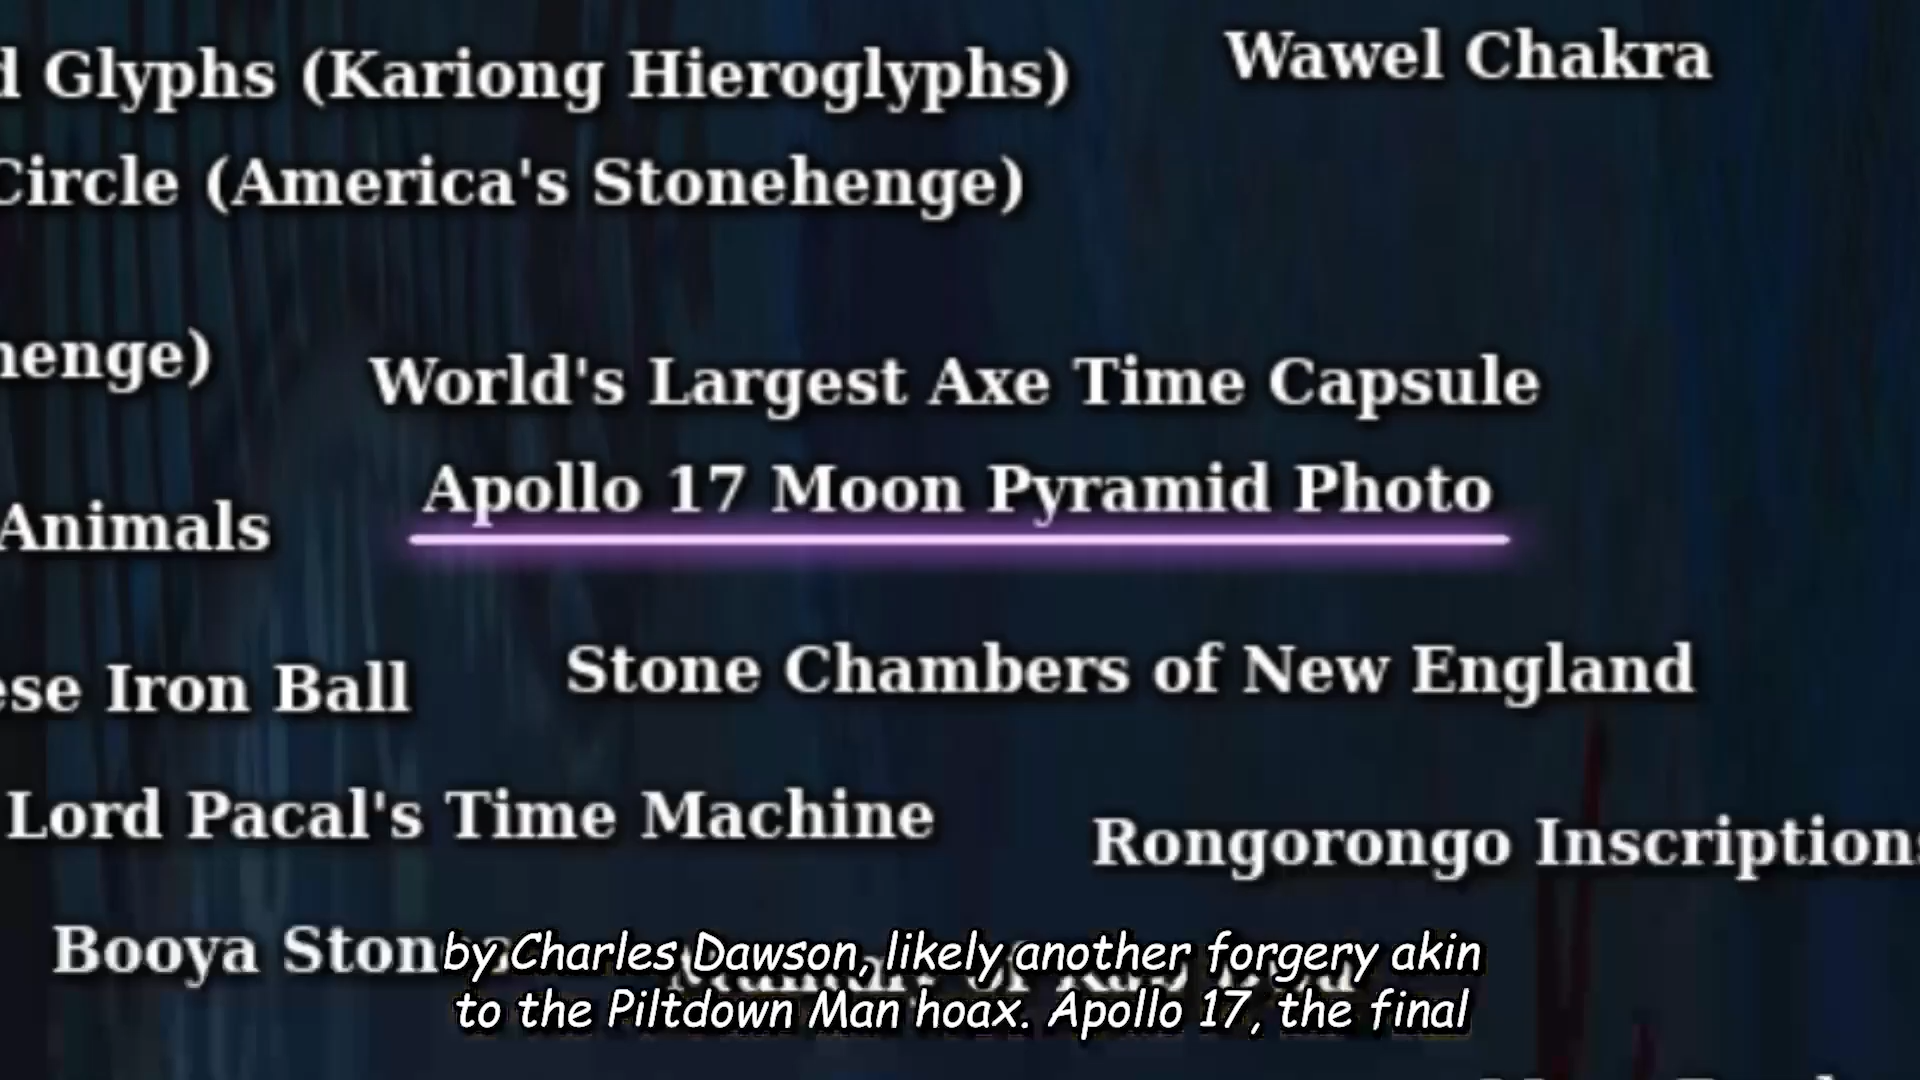 d Glyphs (Kariong Hieroglyphs)
Wawel Chakra
Circle (America's Stonehenge)
henge)
World's Largest Axe Time Capsule
Apollo 17 Moon Pyramid Photo
Animals
ese Iron Ball
Stone Chambers of New England
Lord Pacal's Time Machine
Rongorongo Inscriptions
Booya Ston
by Charles Dawson, likely another forgery akin
to the Piltdown Man hoax. Apollo 17, the final